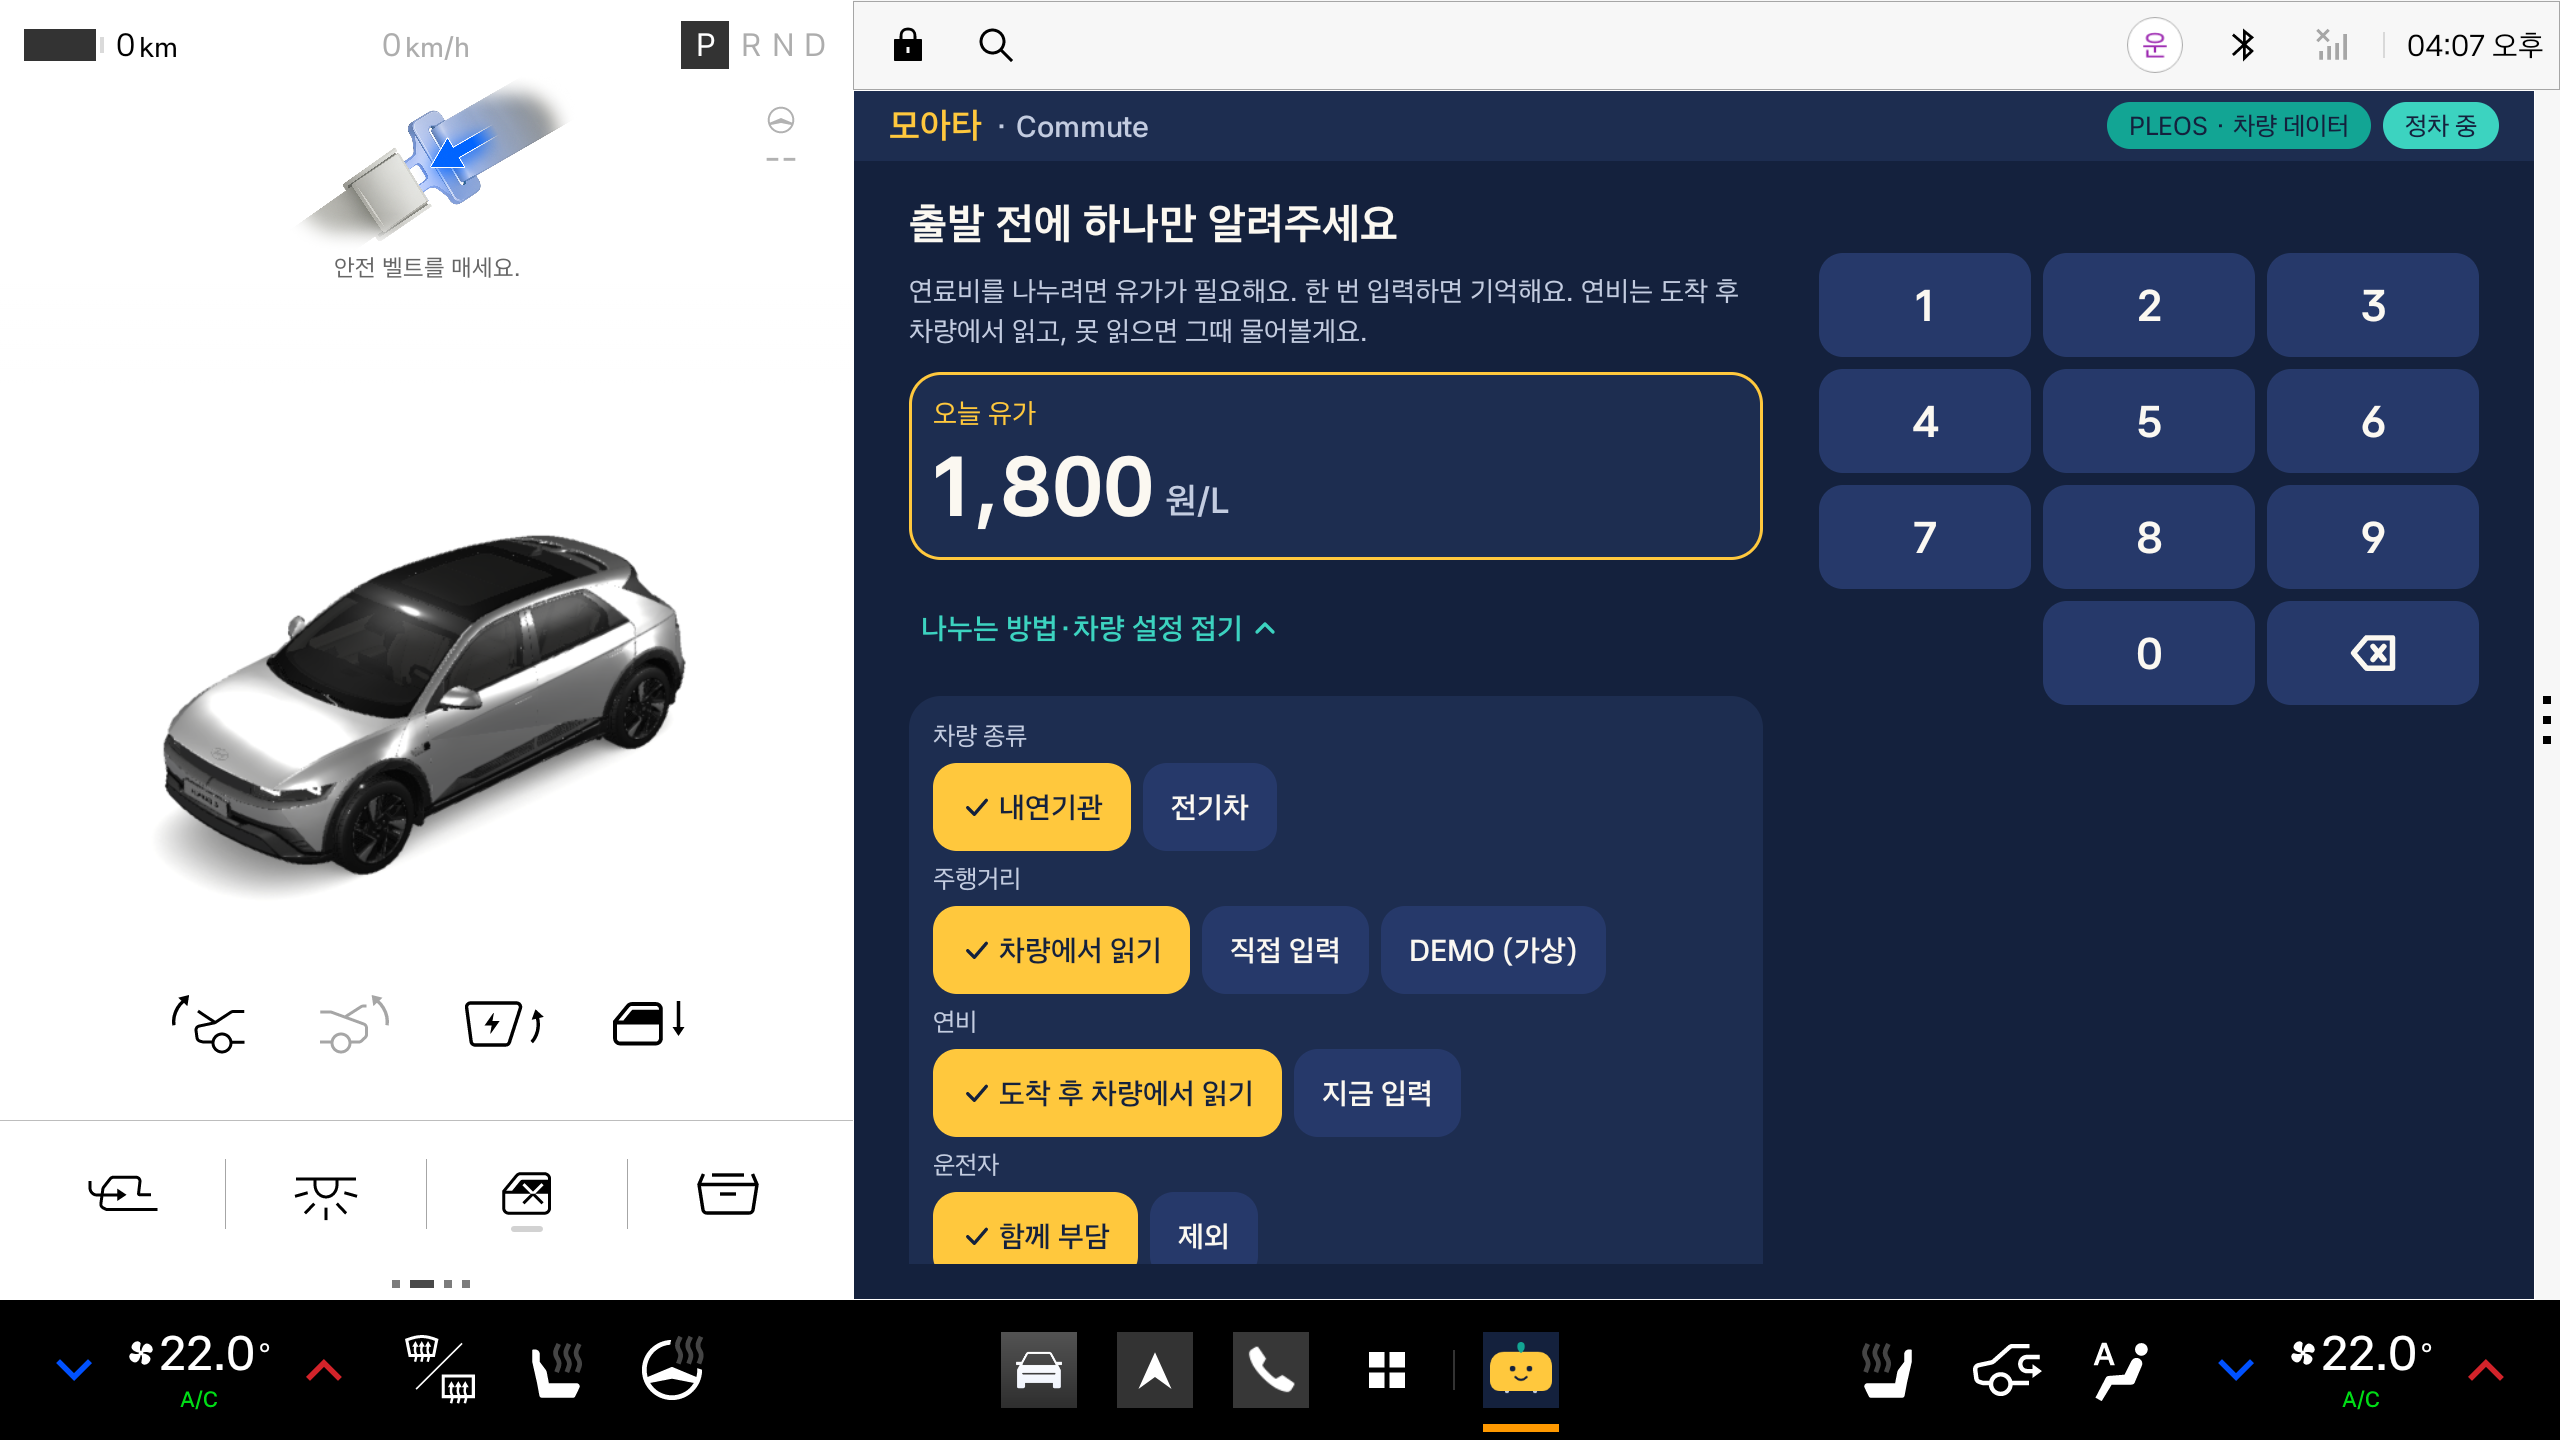 0 km
0 km/h
P R N D
안전 벨트를 매세요.
운
04:07 오후
모아타 · Commute
PLEOS · 차량 데이터
정차 중
출발 전에 하나만 알려주세요
연료비를 나누려면 유가가 필요해요. 한 번 입력하면 기억해요. 연비는 도착 후
차량에서 읽고, 못 읽으면 그때 물어볼게요.
오늘 유가
1,800 원/L
나누는 방법·차량 설정 접기
차량 종류
내연기관
전기차
주행거리
차량에서 읽기
직접 입력
DEMO (가상)
연비
도착 후 차량에서 읽기
지금 입력
운전자
함께 부담
제외
1
2
3
4
5
6
7
8
9
0
22.0°
A/C
A
22.0°
A/C